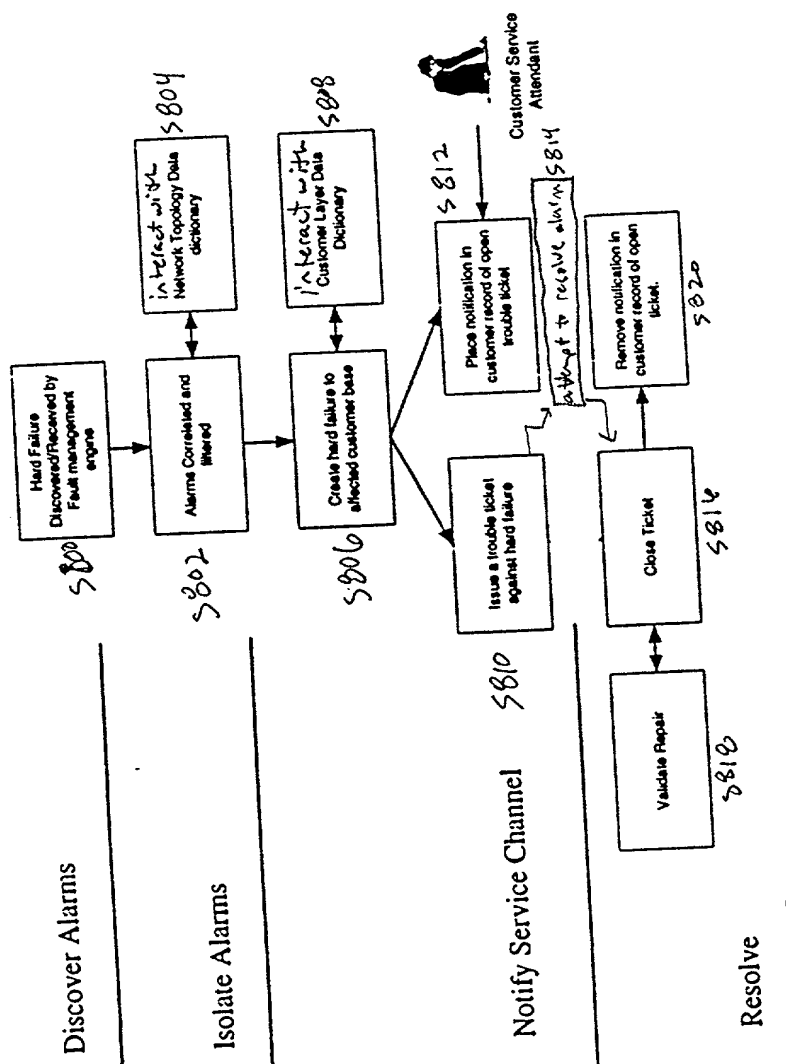 Discover Alarms
Hard Failure
Discovered/Received by
Fault management
engine
S800
Isolate Alarms
Alarms Correlated and
filtered
S802
interact with
Network Topology Data
dictionary
S804
Create hard failure to
affected customer base
S806
interact with
Customer Layer Data
Dictionary
S808
Notify Service Channel
Issue a trouble ticket
against hard failure
S810
Place notification in
customer record of open
trouble ticket
S812
Customer Service
Attendant
attempt to resolve alarm
S814
Resolve
Validate Repair
S818
Close Ticket
S816
Remove notification in
customer record of open
ticket.
S820